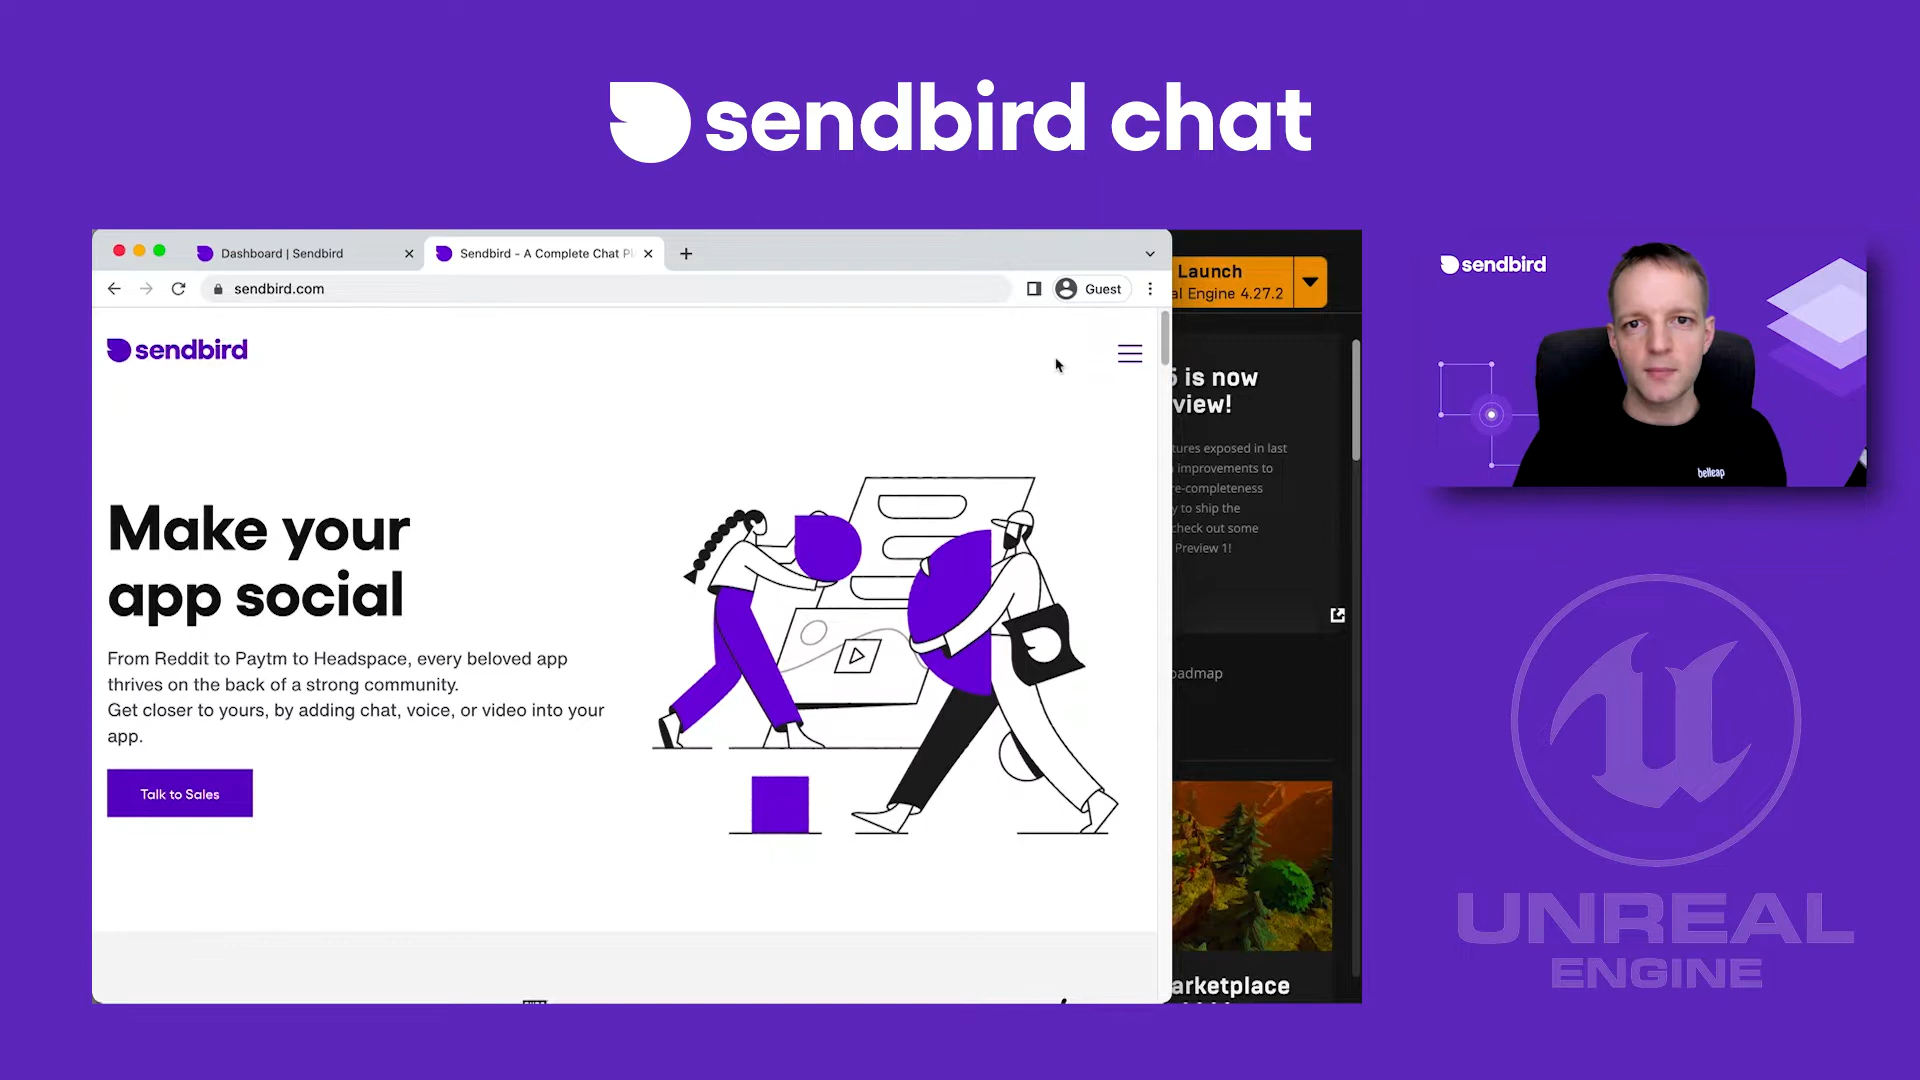 sendbird chat
Dashboard | Sendbird
Sendbird - A Complete Chat Pl
sendbird.com
Guest
sendbird
Make your
app social
From Reddit to Paytm to Headspace, every beloved app
thrives on the back of a strong community.
Get closer to yours, by adding chat, voice, or video into your
app.
Talk to Sales
Launch
al Engine 4.27.2
5 is now
view!
tures exposed in last
improvements to
re-completeness
y to ship the
check out some
Preview 1!
oadmap
arketplace
sendbird
belleap
UNREAL
ENGINE